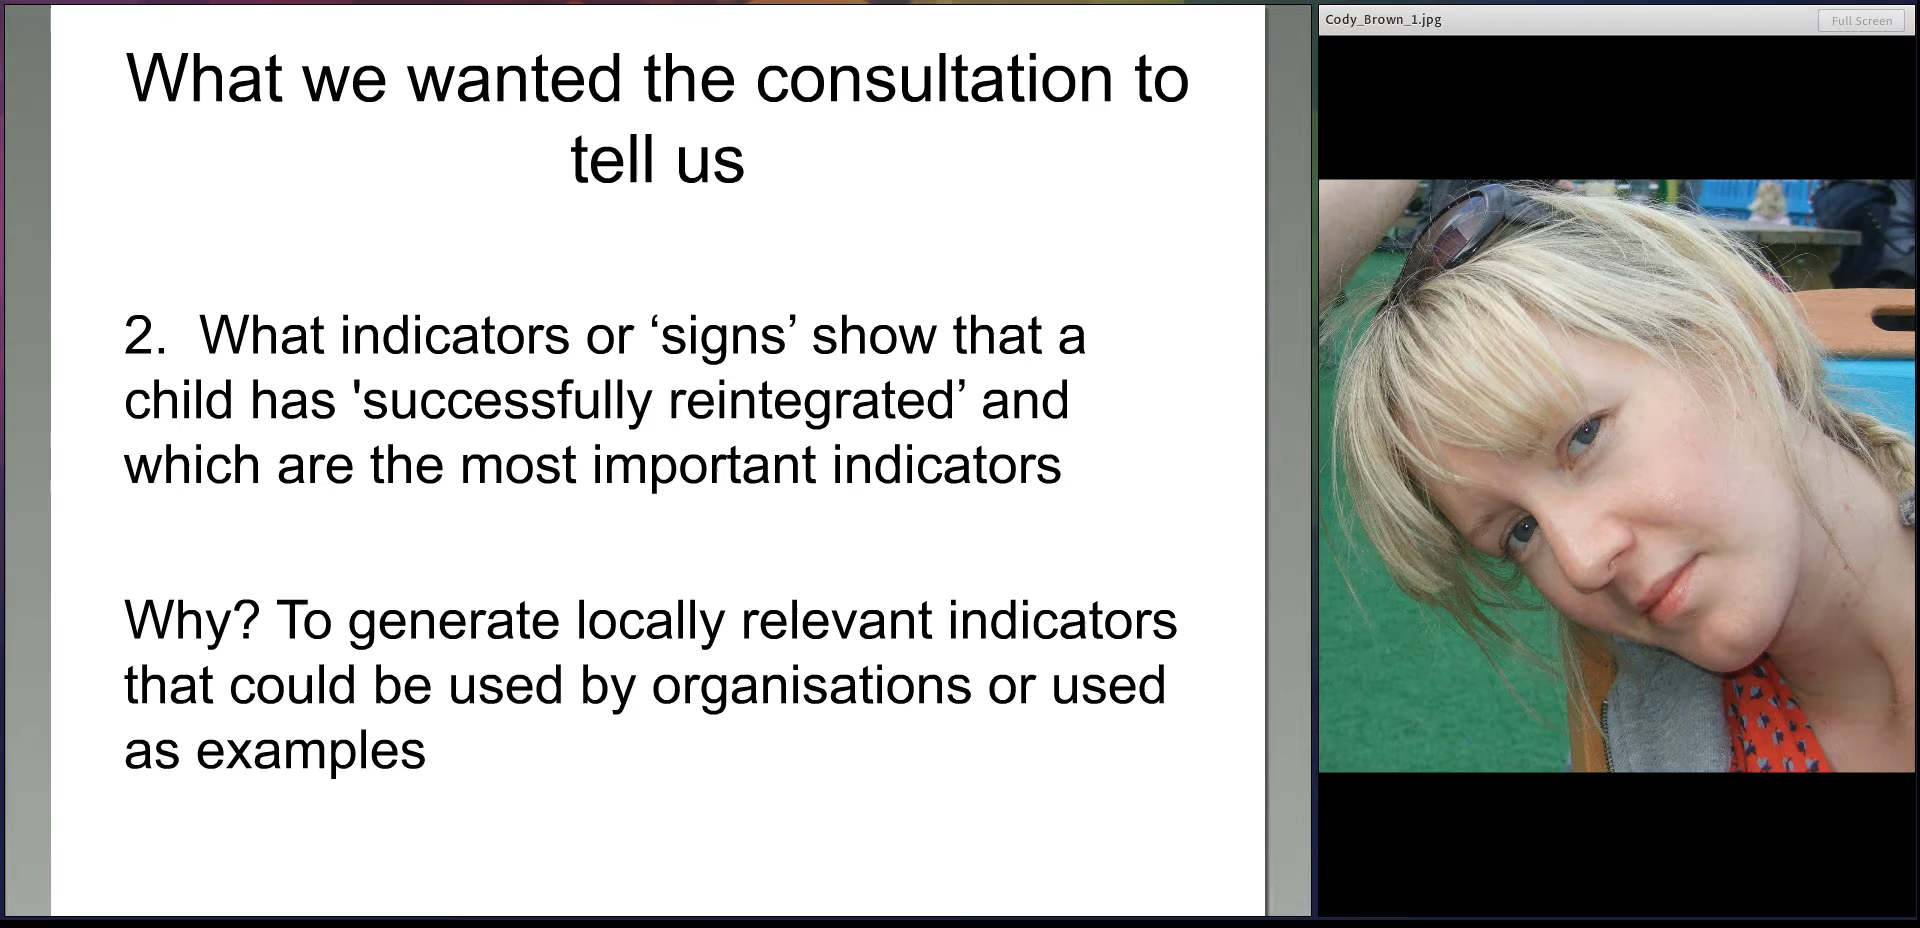 What we wanted the consultation to
tell us
2. What indicators or ‘signs’ show that a
child has 'successfully reintegrated’ and
which are the most important indicators
Why? To generate locally relevant indicators
that could be used by organisations or used
as examples
Cody_Brown_1.jpg
Full Screen